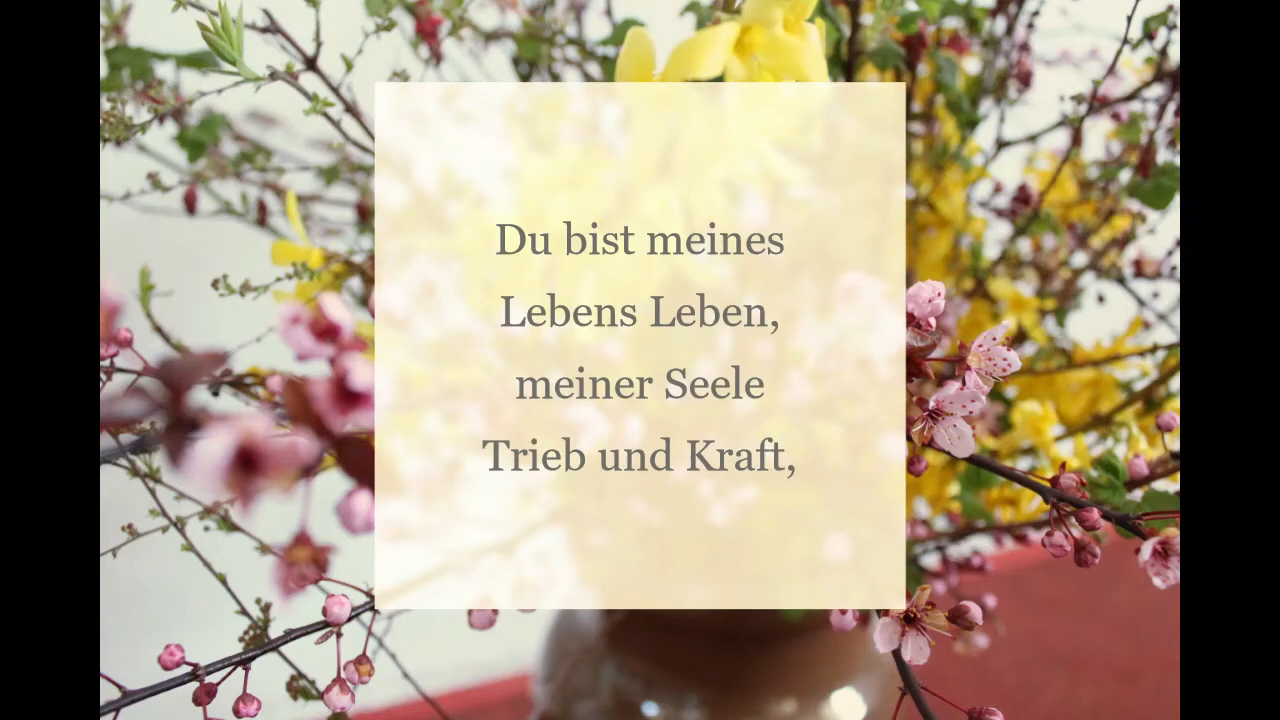 Du bist meines
Lebens Leben,
meiner Seele
Trieb und Kraft,